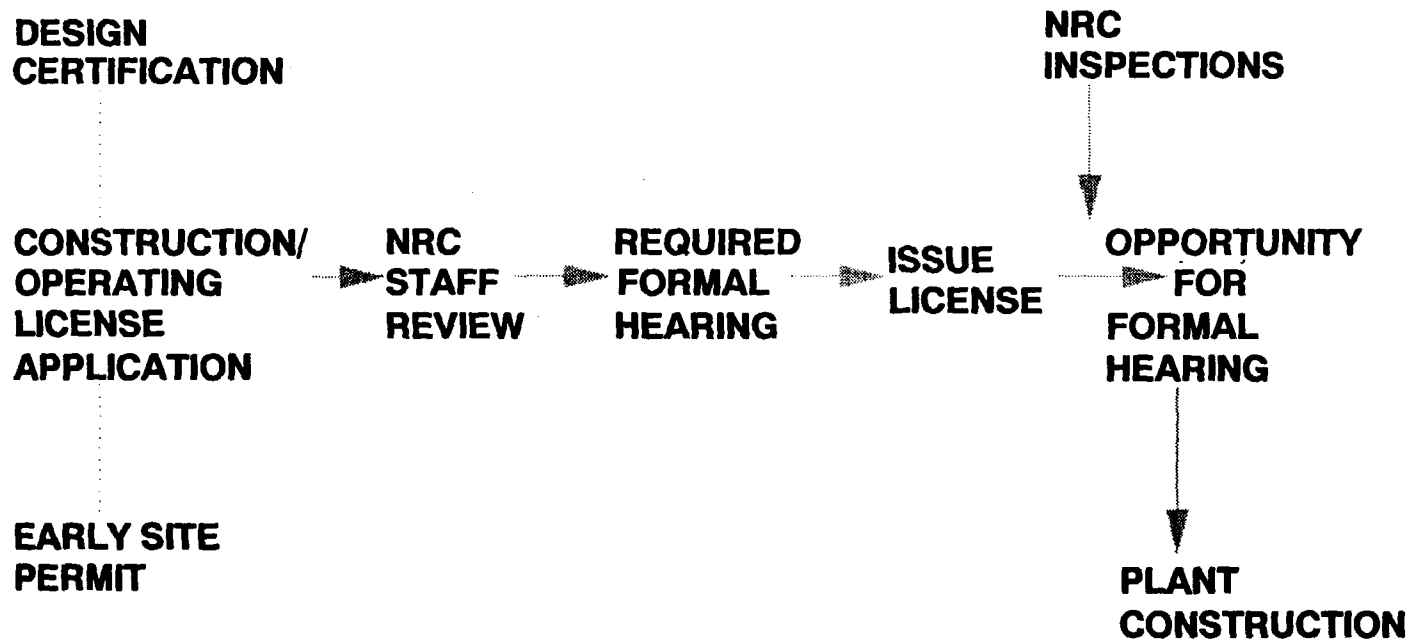 DESIGN
CERTIFICATION
NRC
INSPECTIONS
CONSTRUCTION/
OPERATING
LICENSE
APPLICATION
NRC
STAFF
REVIEW
REQUIRED
FORMAL
HEARING
ISSUE
LICENSE
OPPORTUNITY
FOR
FORMAL
HEARING
EARLY SITE
PERMIT
PLANT
CONSTRUCTION